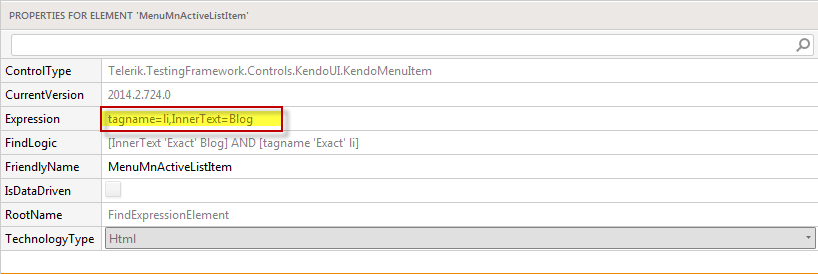 PROPERTIES FOR ELEMENT 'MenuMnActiveListItem'
ControlType Telerik.TestingFramework.Controls.KendoUI.KendoMenuItem
CurrentVersion 2014.2.724.0
Expression tagname=li,InnerText=Blog
FindLogic [InnerText 'Exact' Blog] AND [tagname 'Exact' li]
FriendlyName MenuMnActiveListItem
IsDataDriven
RootName FindExpressionElement
TechnologyType Html